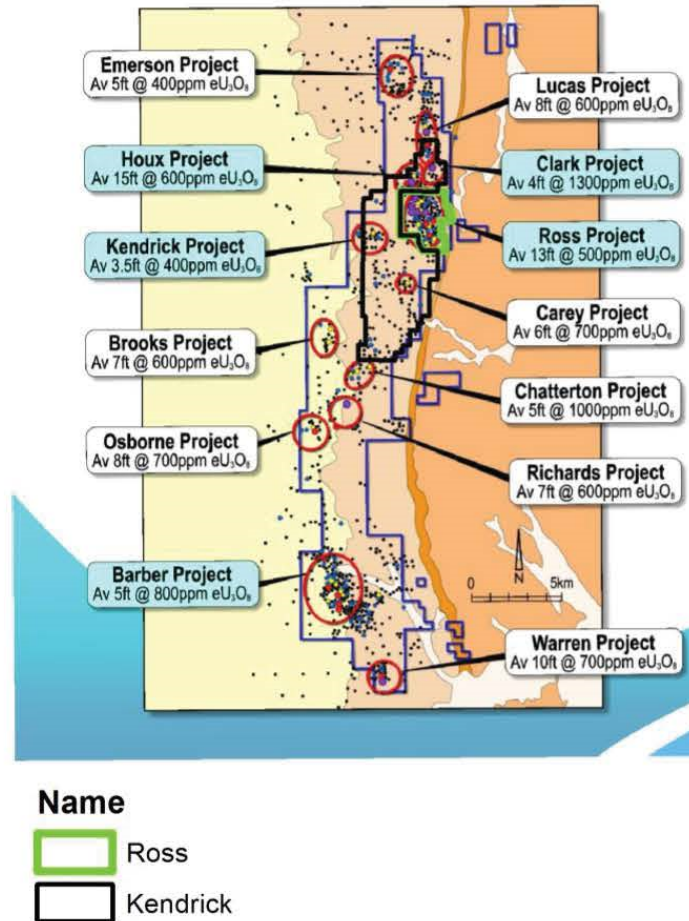 Emerson Project
Av 5ft @ 400ppm eU₃O₈
Lucas Project
Av 8ft @ 600ppm eU₃O₈
Houx Project
Av 15ft @ 600ppm eU₃O₈
Clark Project
Av 4ft @ 1300ppm eU₃O₈
Kendrick Project
Av 3.5ft @ 400ppm eU₃O₈
Ross Project
Av 13ft @ 500ppm eU₃O₈
Carey Project
Av 6ft @ 700ppm eU₃O₈
Brooks Project
Av 7ft @ 600ppm eU₃O₈
Chatterton Project
Av 5ft @ 1000ppm eU₃O₈
Osborne Project
Av 8ft @ 700ppm eU₃O₈
Richards Project
Av 7ft @ 600ppm eU₃O₈
Barber Project
Av 5ft @ 800ppm eU₃O₈
N
0 5km
Warren Project
Av 10ft @ 700ppm eU₃O₈
Name
Ross
Kendrick